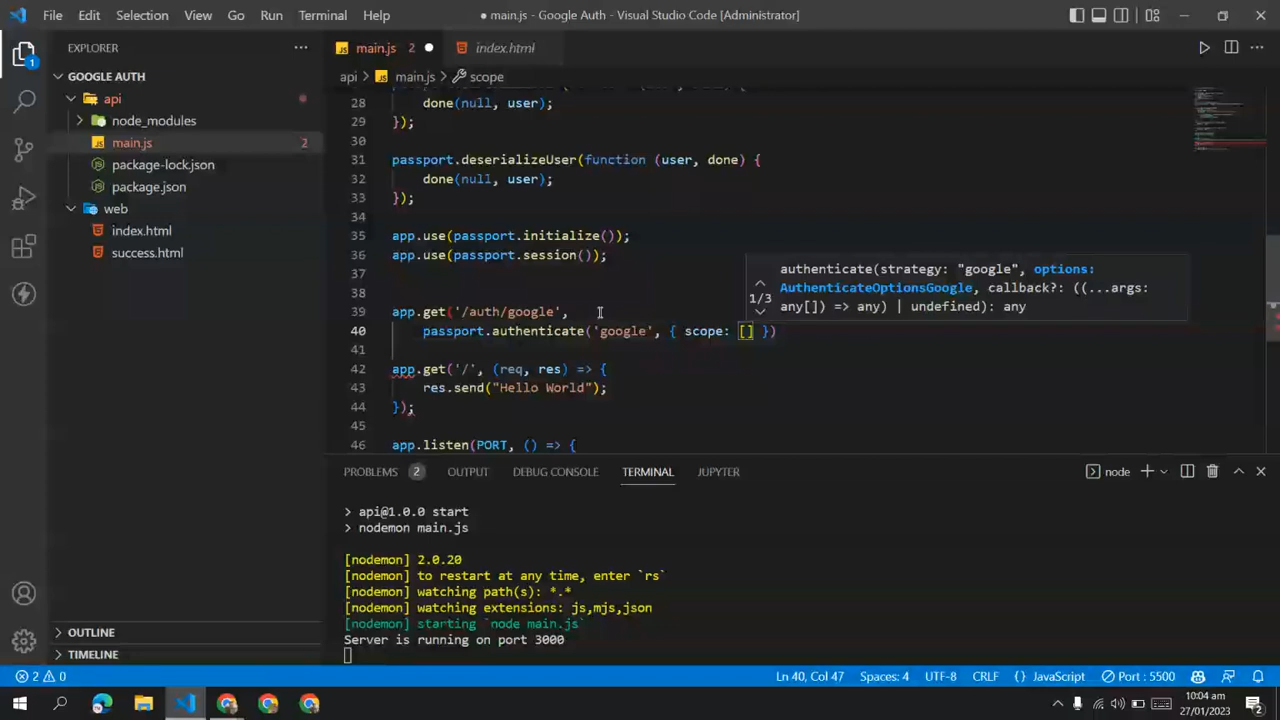 File Edit Selection View Go Run Terminal Help
● main.js - Google Auth - Visual Studio Code [Administrator]
EXPLORER
main.js 2
index.html
GOOGLE AUTH
api > main.js > scope
api
node_modules
main.js 2
package-lock.json
package.json
web
index.html
success.html
28 done(null, user);
29 });
30
31 passport.deserializeUser(function (user, done) {
32 done(null, user);
33 });
34
35 app.use(passport.initialize());
36 app.use(passport.session());
37
38
39 app.get('/auth/google',
40 passport.authenticate('google', { scope: [] })
41
42 app.get('/', (req, res) => {
43 res.send("Hello World");
44 });
45
46 app.listen(PORT, () => {
authenticate(strategy: "google", options:
1/3 AuthenticateOptionsGoogle, callback?: ((...args:
any[]) => any) | undefined): any
PROBLEMS 2 OUTPUT DEBUG CONSOLE TERMINAL JUPYTER
node
> api@1.0.0 start
> nodemon main.js
[nodemon] 2.0.20
[nodemon] to restart at any time, enter `rs`
[nodemon] watching path(s): *.*
[nodemon] watching extensions: js,mjs,json
[nodemon] starting `node main.js`
Server is running on port 3000
OUTLINE
TIMELINE
2 0
Ln 40, Col 47 Spaces: 4 UTF-8 CRLF {} JavaScript Port : 5500
10:04 am
27/01/2023
1
2